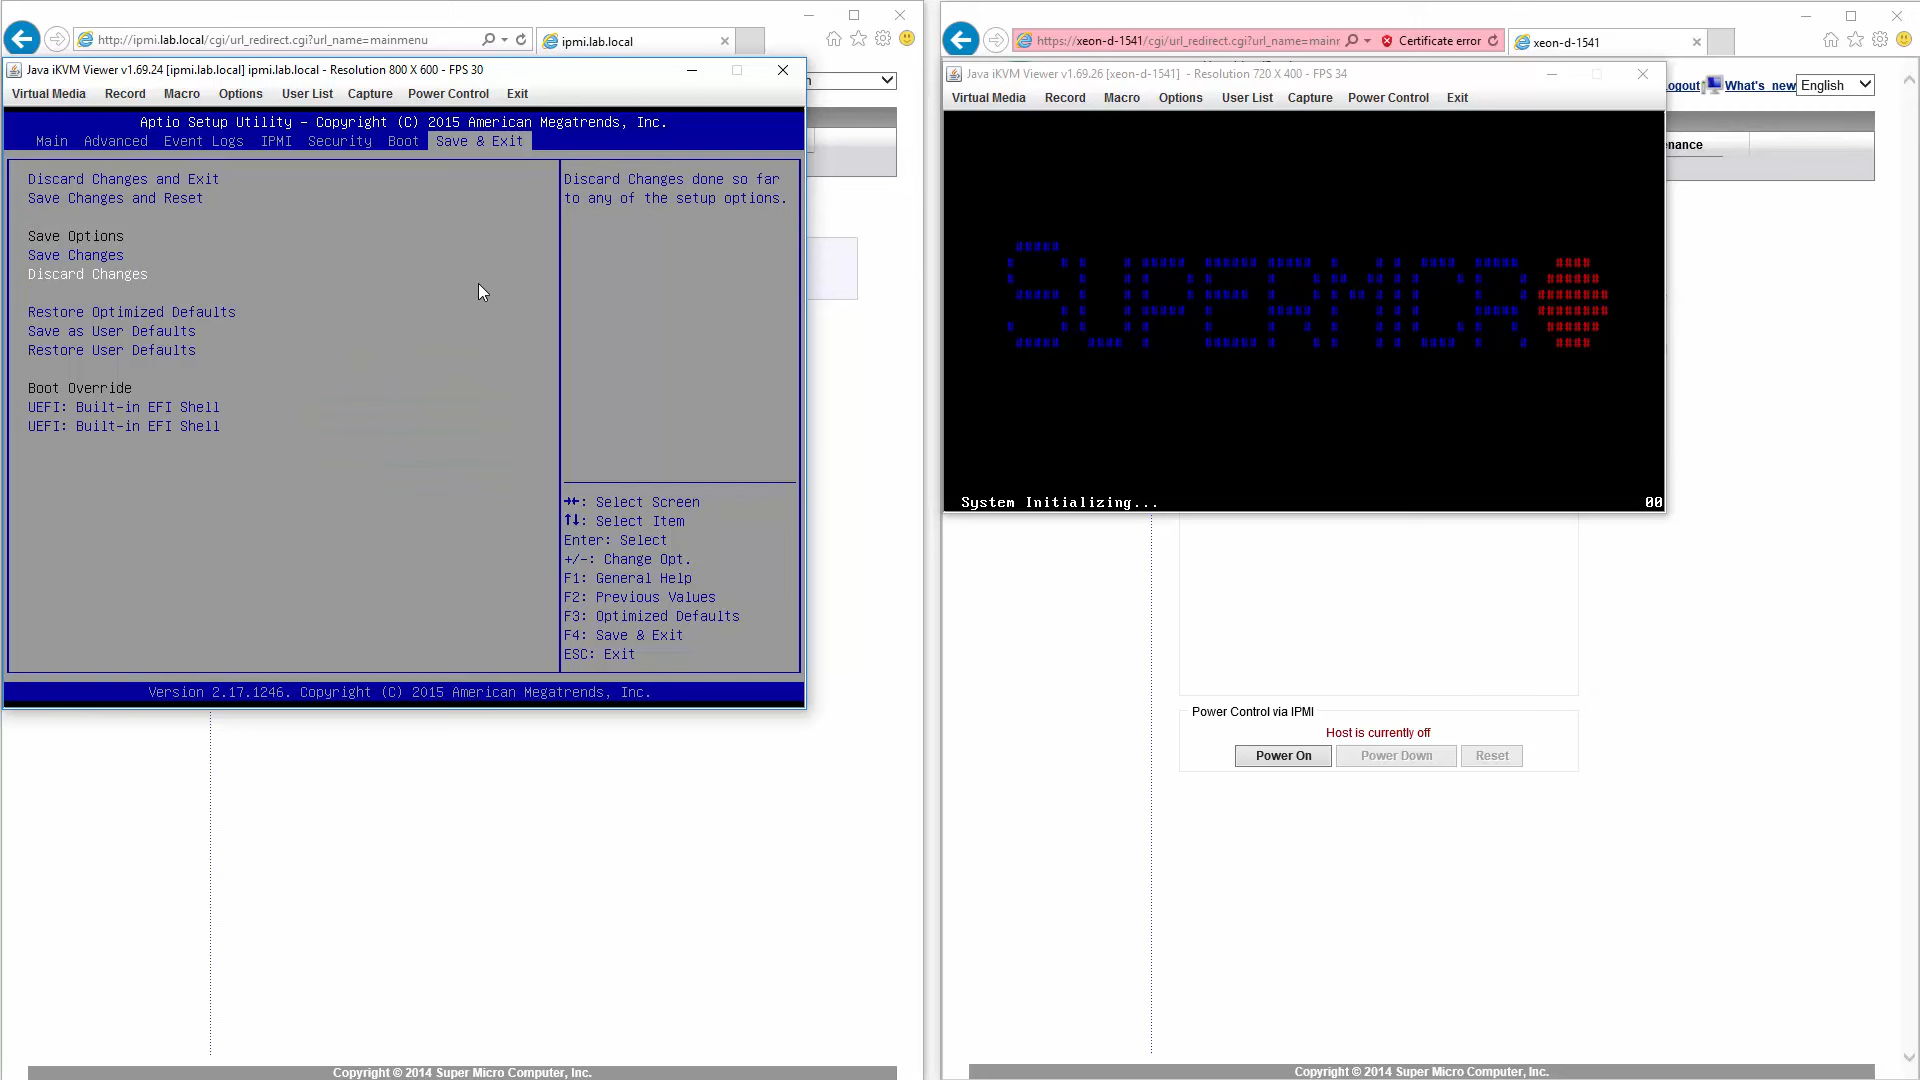 http://ipmi.lab.local/cgi/url_redirect.cgi?url_name=mainmenu
ipmi.lab.local
Java iKVM Viewer v1.69.24 [ipmi.lab.local] ipmi.lab.local - Resolution 800 X 600 - FPS 30
Virtual Media Record Macro Options User List Capture Power Control Exit
Aptio Setup Utility - Copyright (C) 2015 American Megatrends, Inc.
Main Advanced Event Logs IPMI Security Boot Save & Exit
Discard Changes and Exit
Save Changes and Reset
Save Options
Save Changes
Discard Changes
Restore Optimized Defaults
Save as User Defaults
Restore User Defaults
Boot Override
UEFI: Built-in EFI Shell
UEFI: Built-in EFI Shell
Discard Changes done so far
to any of the setup options.
→←: Select Screen
↑↓: Select Item
Enter: Select
+/-: Change Opt.
F1: General Help
F2: Previous Values
F3: Optimized Defaults
F4: Save & Exit
ESC: Exit
Version 2.17.1246. Copyright (C) 2015 American Megatrends, Inc.
Copyright © 2014 Super Micro Computer, Inc.
https://xeon-d-1541/cgi/url_redirect.cgi?url_name=mainr
Certificate error
xeon-d-1541
Java iKVM Viewer v1.69.26 [xeon-d-1541] - Resolution 720 X 400 - FPS 34
Virtual Media Record Macro Options User List Capture Power Control Exit
ogout What's new English
nance
SUPERMICR
System Initializing... 00
Power Control via IPMI
Host is currently off
Power On Power Down Reset
Copyright © 2014 Super Micro Computer, Inc.